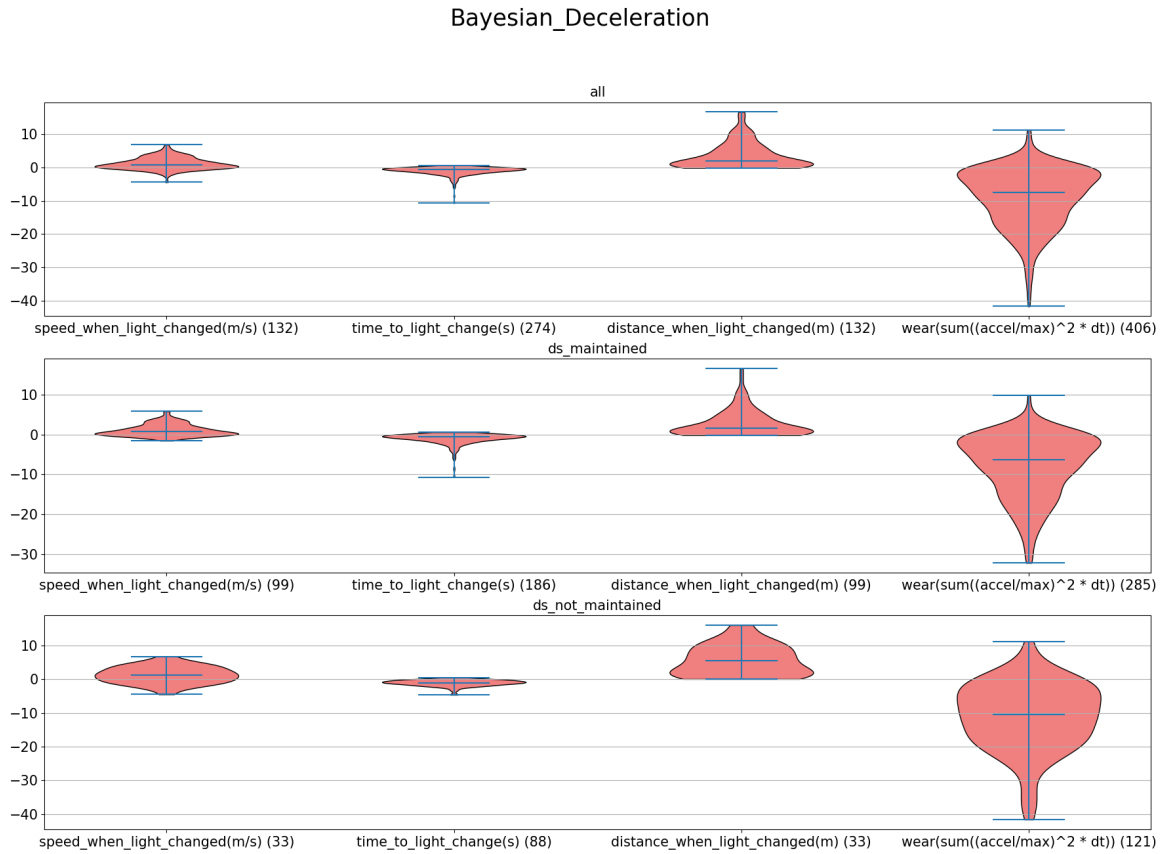 Bayesian_Deceleration
all
10
0
−10
−20
−30
−40
speed_when_light_changed(m/s) (132) time_to_light_change(s) (274) distance_when_light_changed(m) (132) wear(sum((accel/max)^2 * dt)) (406)
ds_maintained
10
0
−10
−20
−30
speed_when_light_changed(m/s) (99) time_to_light_change(s) (186) distance_when_light_changed(m) (99) wear(sum((accel/max)^2 * dt)) (285)
ds_not_maintained
10
0
−10
−20
−30
−40
speed_when_light_changed(m/s) (33) time_to_light_change(s) (88) distance_when_light_changed(m) (33) wear(sum((accel/max)^2 * dt)) (121)